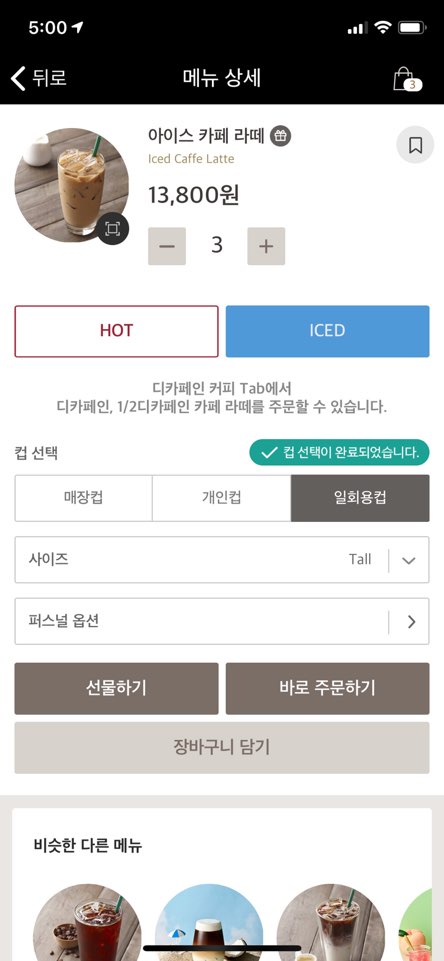 5:00
뒤로
메뉴 상세
3
아이스 카페 라떼
Iced Caffe Latte
13,800원
3
HOT
ICED
디카페인 커피 Tab에서
디카페인, 1/2디카페인 카페 라떼를 주문할 수 있습니다.
컵 선택
컵 선택이 완료되었습니다.
매장컵
개인컵
일회용컵
사이즈
Tall
퍼스널 옵션
선물하기
바로 주문하기
장바구니 담기
비슷한 다른 메뉴